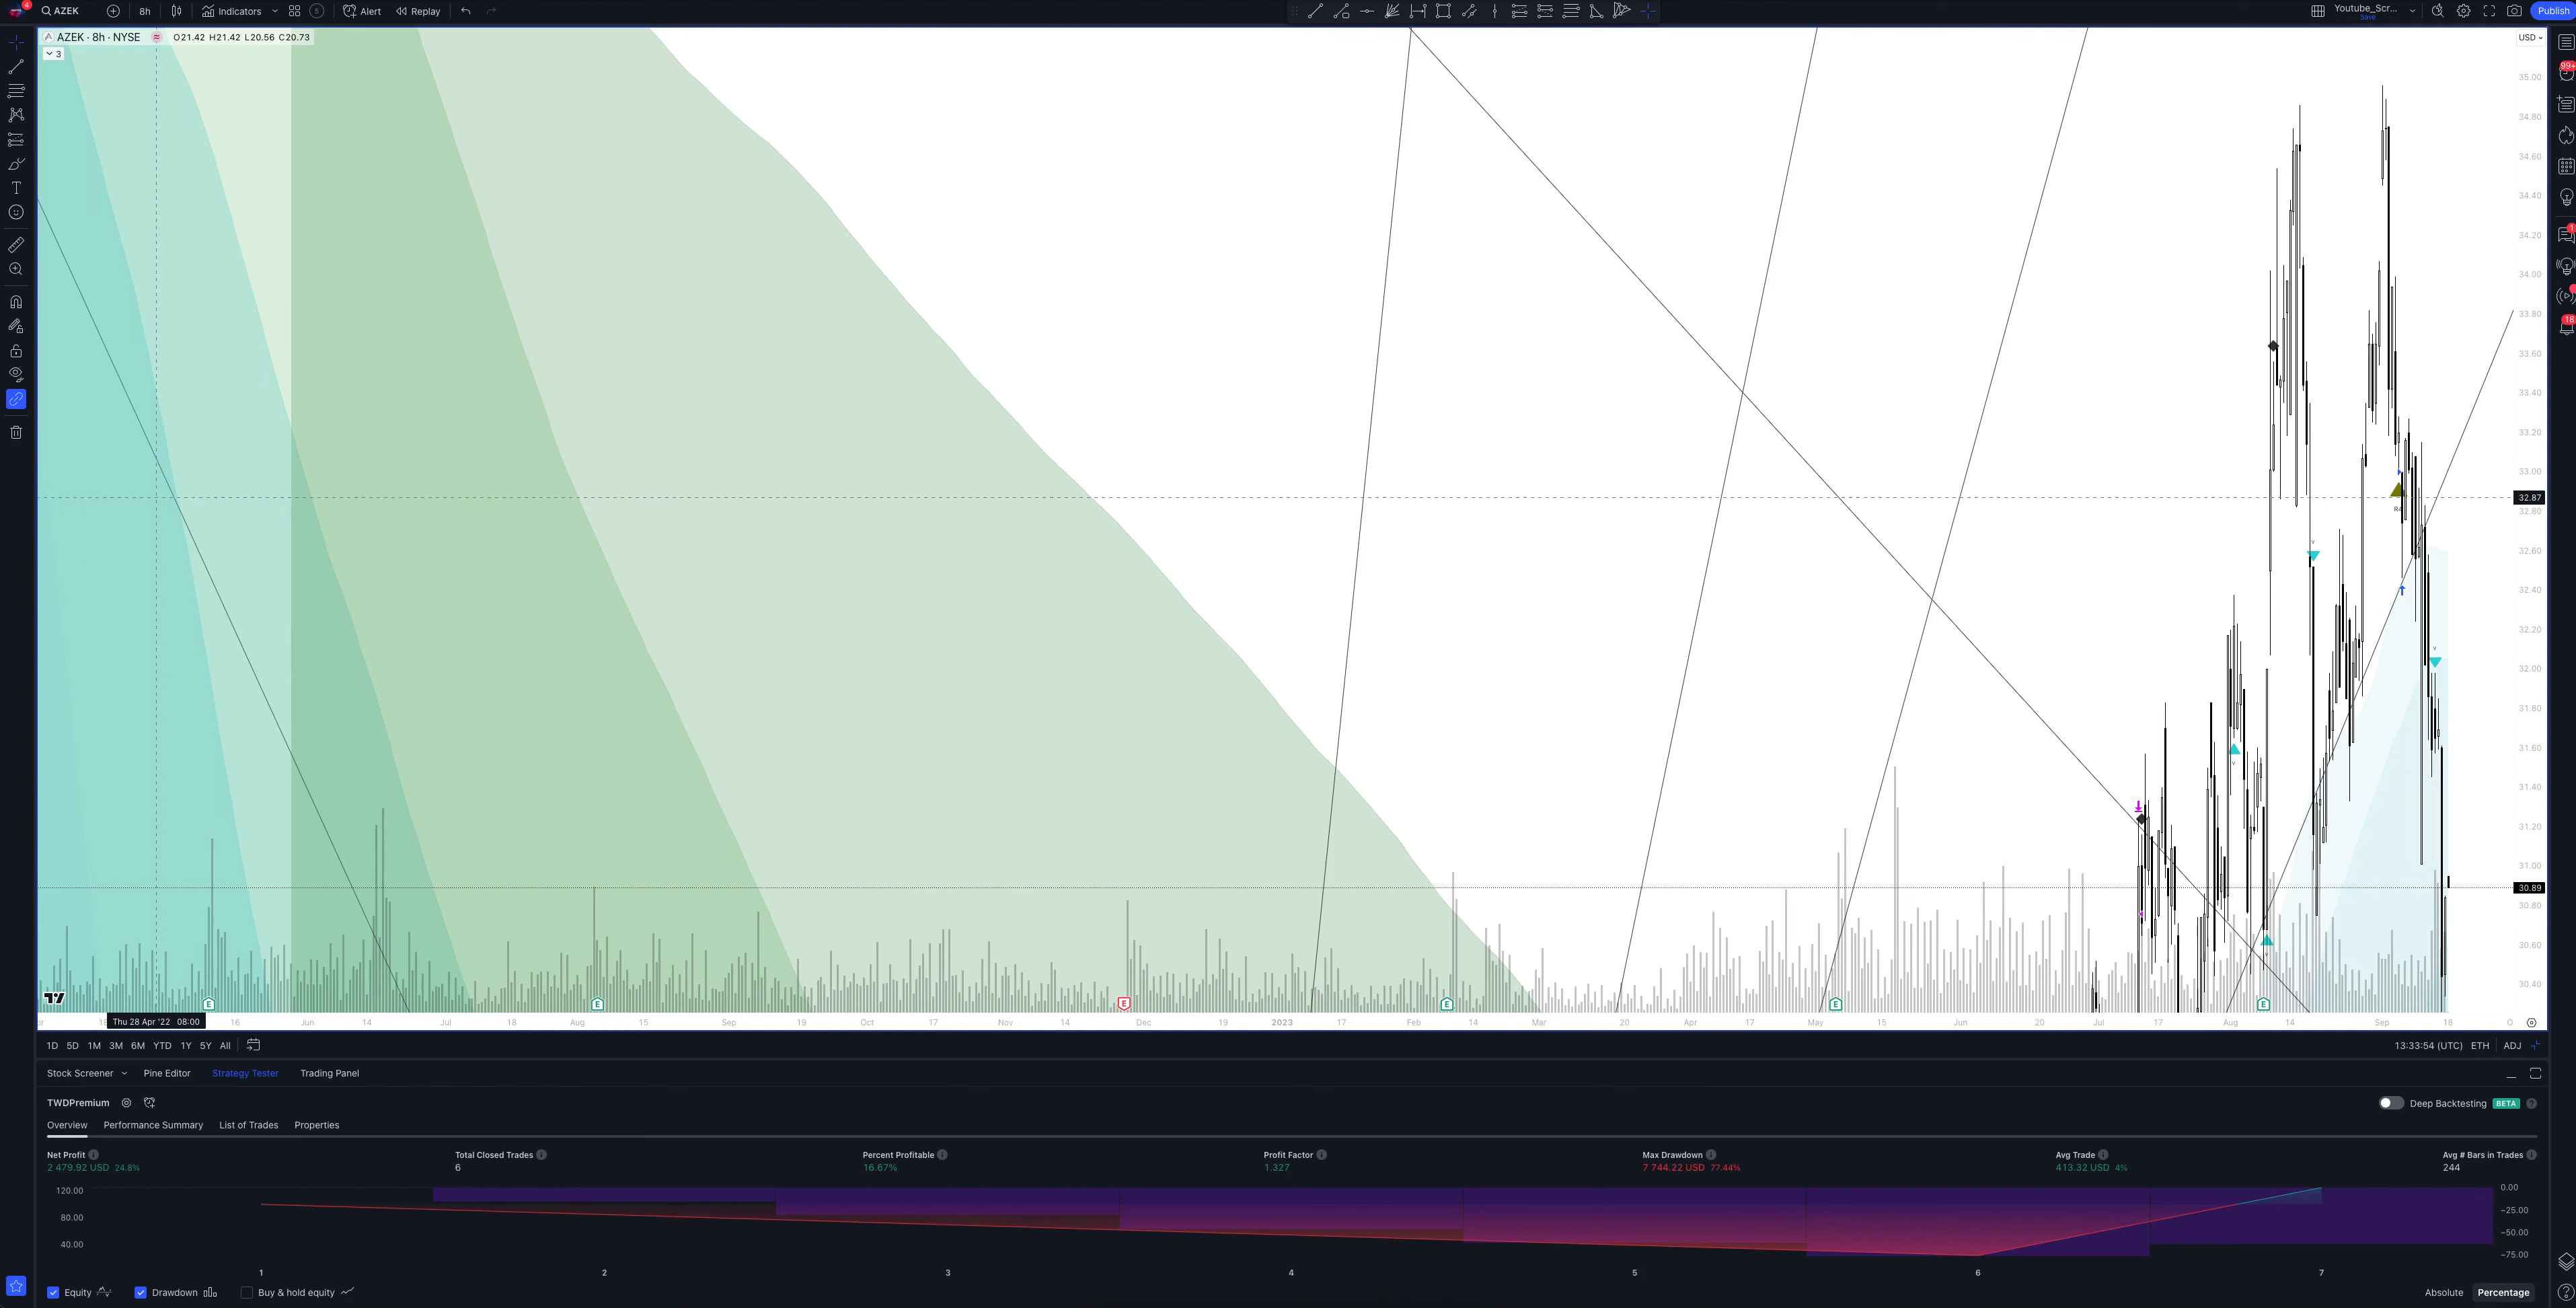 4 AZEK 8h Indicators 5 Alert Replay Youtube_Scr... Save Publish
AZEK · 8h · NYSE O21.42 H21.42 L20.56 C20.73
3
USD
35.00
34.80
34.60
34.40
34.20
34.00
33.80
33.60
33.40
33.20
33.00
32.87
32.80
32.60
32.40
32.20
32.00
31.80
31.60
31.40
31.20
31.00
30.89
30.80
30.60
30.40
99+
1
18
E E E E E E
Thu 28 Apr '22 08:00 16 Jun 14 Jul 18 Aug 15 Sep 19 Oct 17 Nov 14 Dec 19 2023 17 Feb 14 Mar 20 Apr 17 May 15 Jun 20 Jul 17 Aug 14 Sep 18 O
1D 5D 1M 3M 6M YTD 1Y 5Y All 13:33:54 (UTC) ETH ADJ
Stock Screener Pine Editor Strategy Tester Trading Panel
TWDPremium Deep Backtesting BETA
Overview Performance Summary List of Trades Properties
Net Profit Total Closed Trades Percent Profitable Profit Factor Max Drawdown Avg Trade Avg # Bars in Trades
2 479.92 USD 24.8% 6 16.67% 1.327 7 744.22 USD 77.44% 413.32 USD 4% 244
120.00 0.00
80.00 −25.00
40.00 −50.00
−75.00
1 2 3 4 5 6 7
Equity Drawdown Buy & hold equity Absolute Percentage